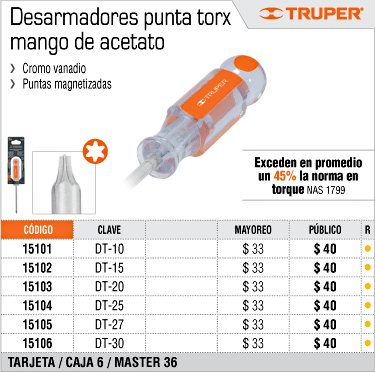 Desarmadores punta torx
mango de acetato
TRUPER®
› Cromo vanadio
› Puntas magnetizadas
TRUPER
Exceden en promedio
un 45% la norma en
torque NAS 1799
CÓDIGO CLAVE MAYOREO PÚBLICO R
15101 DT-10 $ 33 $ 40
15102 DT-15 $ 33 $ 40
15103 DT-20 $ 33 $ 40
15104 DT-25 $ 33 $ 40
15105 DT-27 $ 33 $ 40
15106 DT-30 $ 33 $ 40
TARJETA / CAJA 6 / MASTER 36